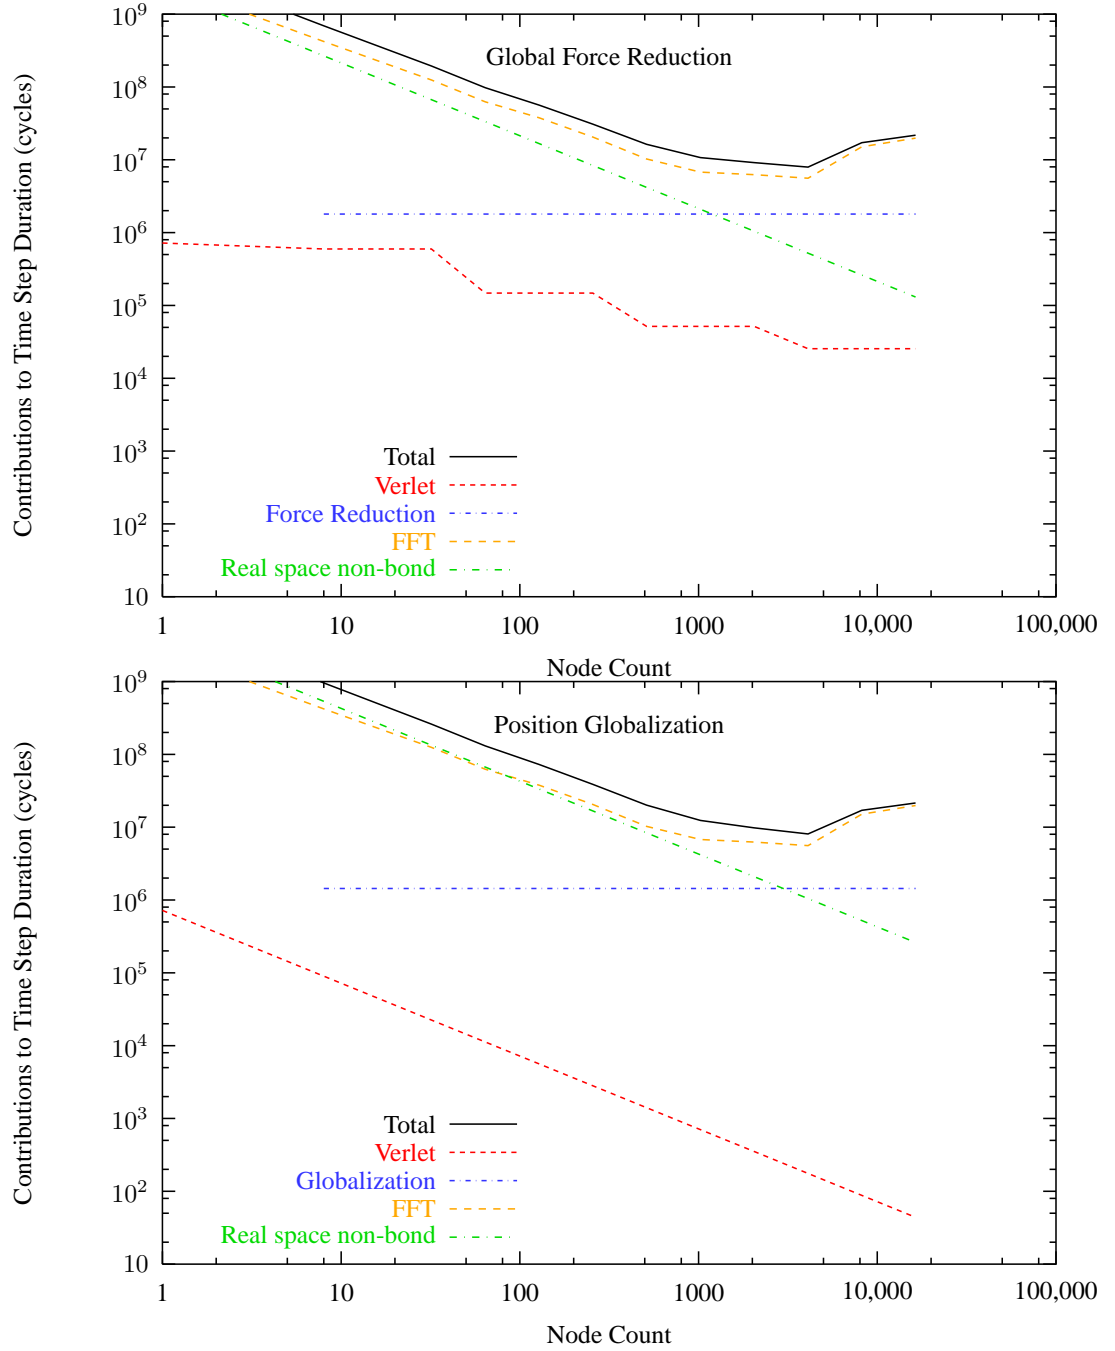 Global Force Reduction
Contributions to Time Step Duration (cycles)
10^9
10^8
10^7
10^6
10^5
10^4
10^3
10^2
10
Total
Verlet
Force Reduction
FFT
Real space non-bond
1 10 100 1000 10,000 100,000
Node Count
Position Globalization
Contributions to Time Step Duration (cycles)
10^9
10^8
10^7
10^6
10^5
10^4
10^3
10^2
10
Total
Verlet
Globalization
FFT
Real space non-bond
1 10 100 1000 10,000 100,000
Node Count